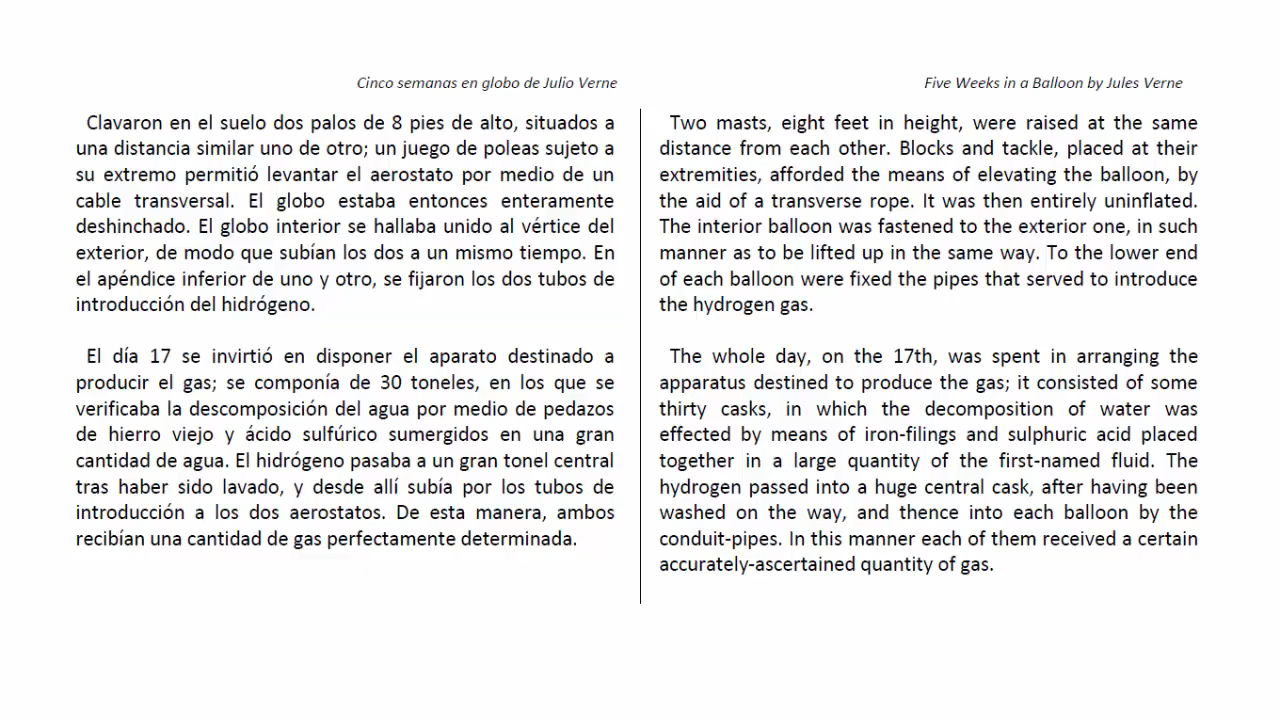 Cinco semanas en globo de Julio Verne
Clavaron en el suelo dos palos de 8 pies de alto, situados a
una distancia similar uno de otro; un juego de poleas sujeto a
su extremo permitió levantar el aerostato por medio de un
cable transversal. El globo estaba entonces enteramente
deshinchado. El globo interior se hallaba unido al vértice del
exterior, de modo que subían los dos a un mismo tiempo. En
el apéndice inferior de uno y otro, se fijaron los dos tubos de
introducción del hidrógeno.
El día 17 se invirtió en disponer el aparato destinado a
producir el gas; se componía de 30 toneles, en los que se
verificaba la descomposición del agua por medio de pedazos
de hierro viejo y ácido sulfúrico sumergidos en una gran
cantidad de agua. El hidrógeno pasaba a un gran tonel central
tras haber sido lavado, y desde allí subía por los tubos de
introducción a los dos aerostatos. De esta manera, ambos
recibían una cantidad de gas perfectamente determinada.
Five Weeks in a Balloon by Jules Verne
Two masts, eight feet in height, were raised at the same
distance from each other. Blocks and tackle, placed at their
extremities, afforded the means of elevating the balloon, by
the aid of a transverse rope. It was then entirely uninflated.
The interior balloon was fastened to the exterior one, in such
manner as to be lifted up in the same way. To the lower end
of each balloon were fixed the pipes that served to introduce
the hydrogen gas.
The whole day, on the 17th, was spent in arranging the
apparatus destined to produce the gas; it consisted of some
thirty casks, in which the decomposition of water was
effected by means of iron-filings and sulphuric acid placed
together in a large quantity of the first-named fluid. The
hydrogen passed into a huge central cask, after having been
washed on the way, and thence into each balloon by the
conduit-pipes. In this manner each of them received a certain
accurately-ascertained quantity of gas.